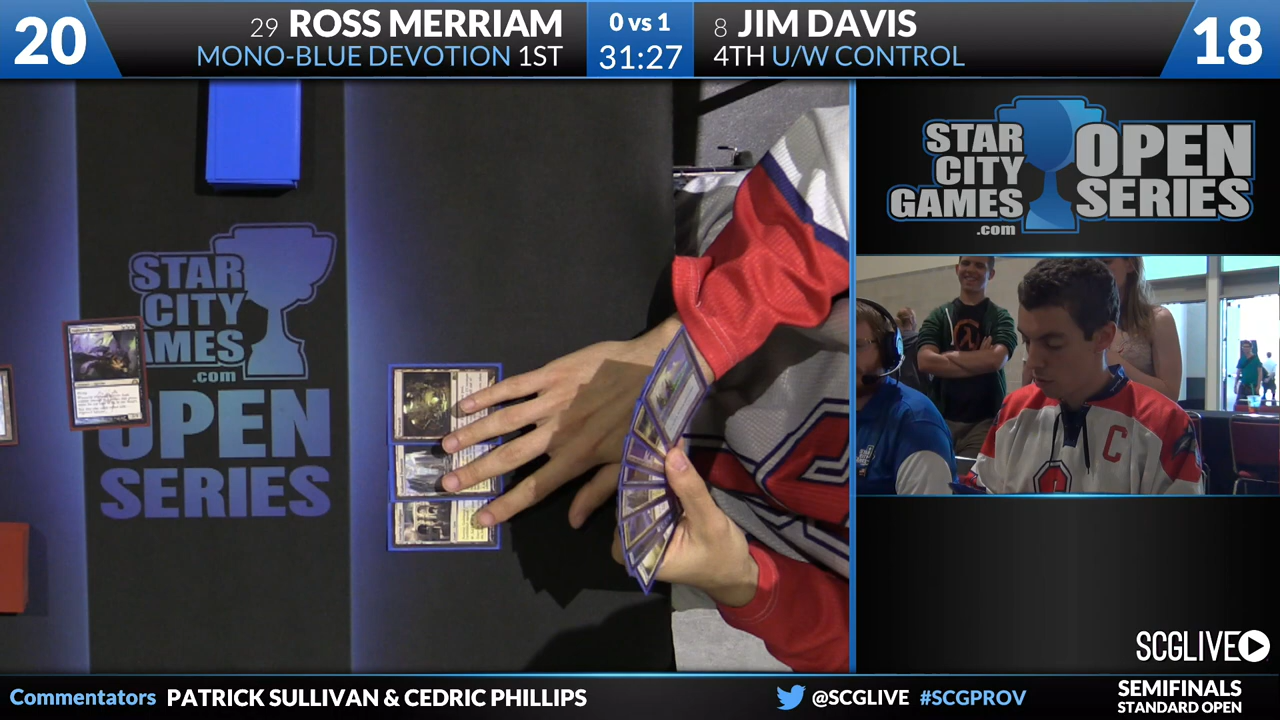 20
29 ROSS MERRIAM
MONO-BLUE DEVOTION 1ST
0 vs 1
31:27
8 JIM DAVIS
4TH U/W CONTROL
18
STAR
CITY
GAMES
.com
OPEN
SERIES
STAR
CITY
GAMES
.com
OPEN
SERIES
C
SCGLIVE
Commentators PATRICK SULLIVAN & CEDRIC PHILLIPS
@SCGLIVE #SCGPROV
SEMIFINALS
STANDARD OPEN